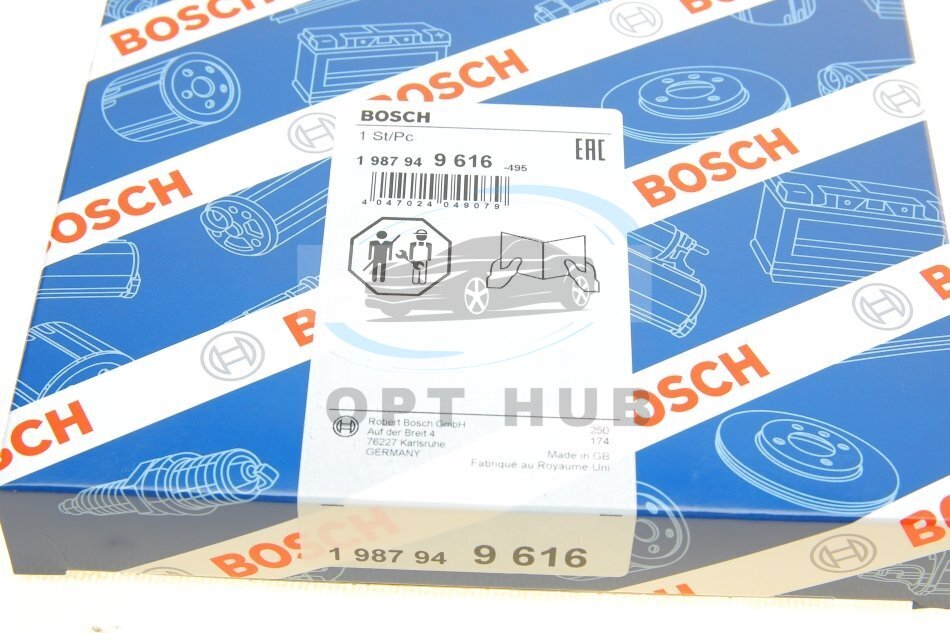 BOSCH
BOSCH
BOSCH
1 St/Pc
EAC
1 987 94 9 616 -495
4 047024 049079
BOSCH
BOSCH
OPT HUB
BOSCH
BOSCH
Robert Bosch GmbH
Auf der Breit 4
76227 Karlsruhe
GERMANY
250
174
Made in GB
Fabriqué au Royaume Uni
BOSCH
1 987 94 9 616